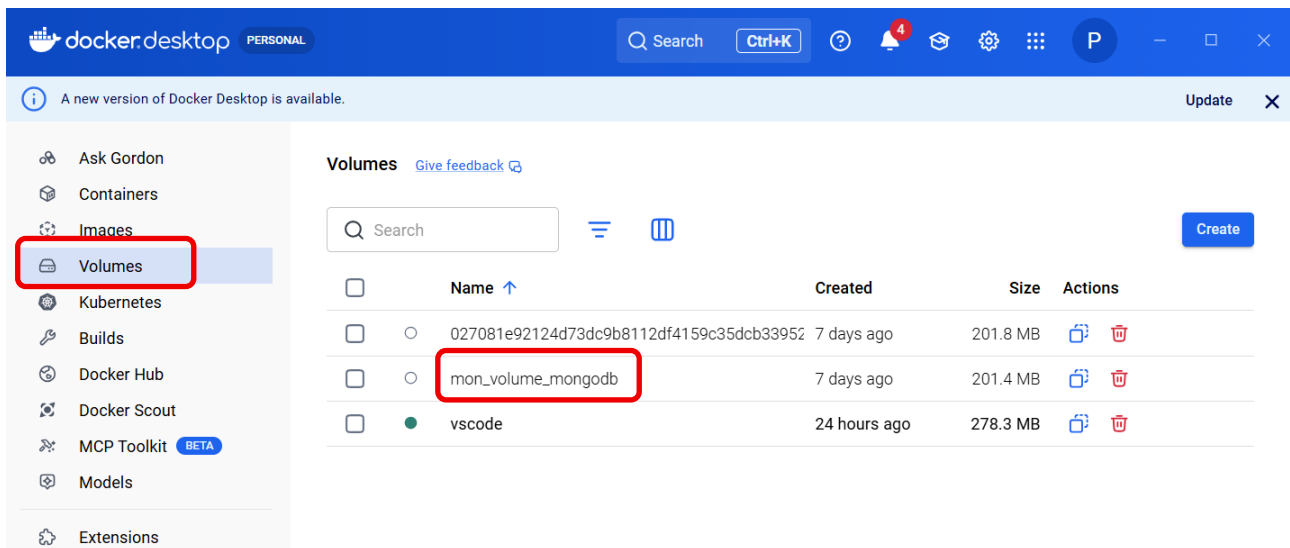 docker.desktop PERSONAL Search Ctrl+K 4 P
A new version of Docker Desktop is available. Update
Ask Gordon
Containers
Images
Volumes
Kubernetes
Builds
Docker Hub
Docker Scout
MCP Toolkit BETA
Models
Extensions
Volumes Give feedback
Search Create
Name Created Size Actions
027081e92124d73dc9b8112df4159c35dcb33952 7 days ago 201.8 MB
mon_volume_mongodb 7 days ago 201.4 MB
vscode 24 hours ago 278.3 MB